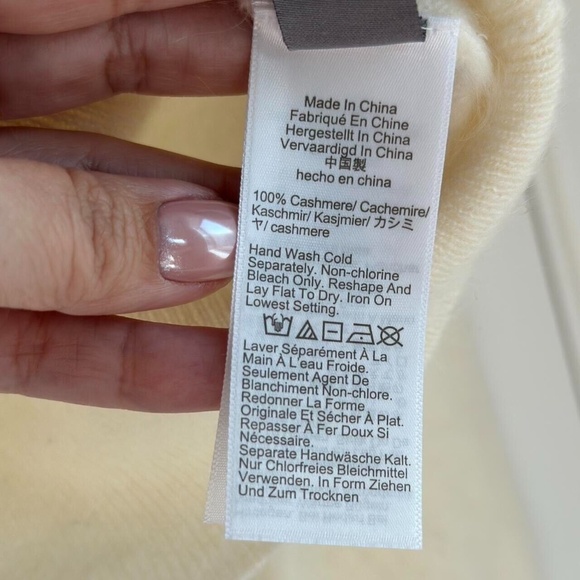 Made In China
Fabriqué En Chine
Hergestellt In China
Vervaardigd In China
中国製
hecho en china
100% Cashmere/ Cachemire/
Kaschmir/ Kasjmier/ カシミ
ヤ/ cashmere
Hand Wash Cold
Separately. Non-chlorine
Bleach Only. Reshape And
Lay Flat To Dry. Iron On
Lowest Setting.
Laver Séparément À La
Main À L'eau Froide.
Seulement Agent De
Blanchiment Non-chlore.
Redonner La Forme
Originale Et Sécher À Plat.
Repasser À Fer Doux Si
Nécessaire.
Separate Handwäsche Kalt.
Nur Chlorfreies Bleichmittel
Verwenden. In Form Ziehen
Und Zum Trocknen